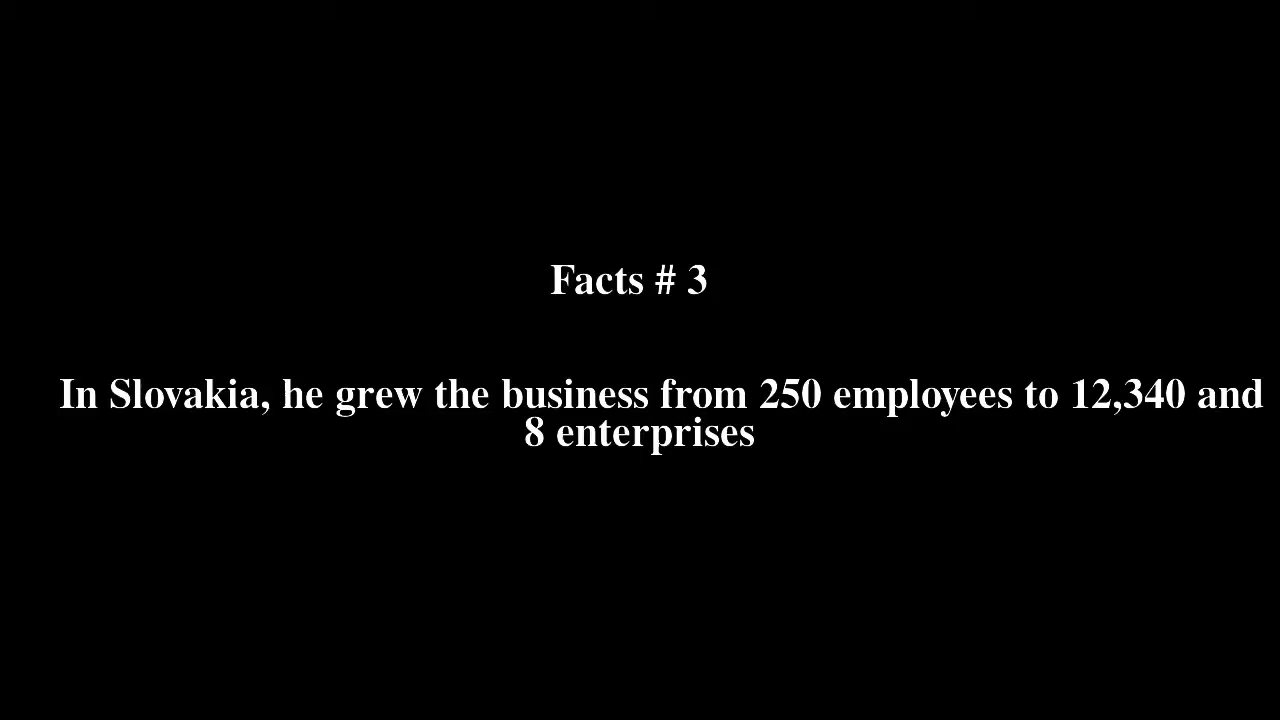 Facts # 3
In Slovakia, he grew the business from 250 employees to 12,340 and
8 enterprises